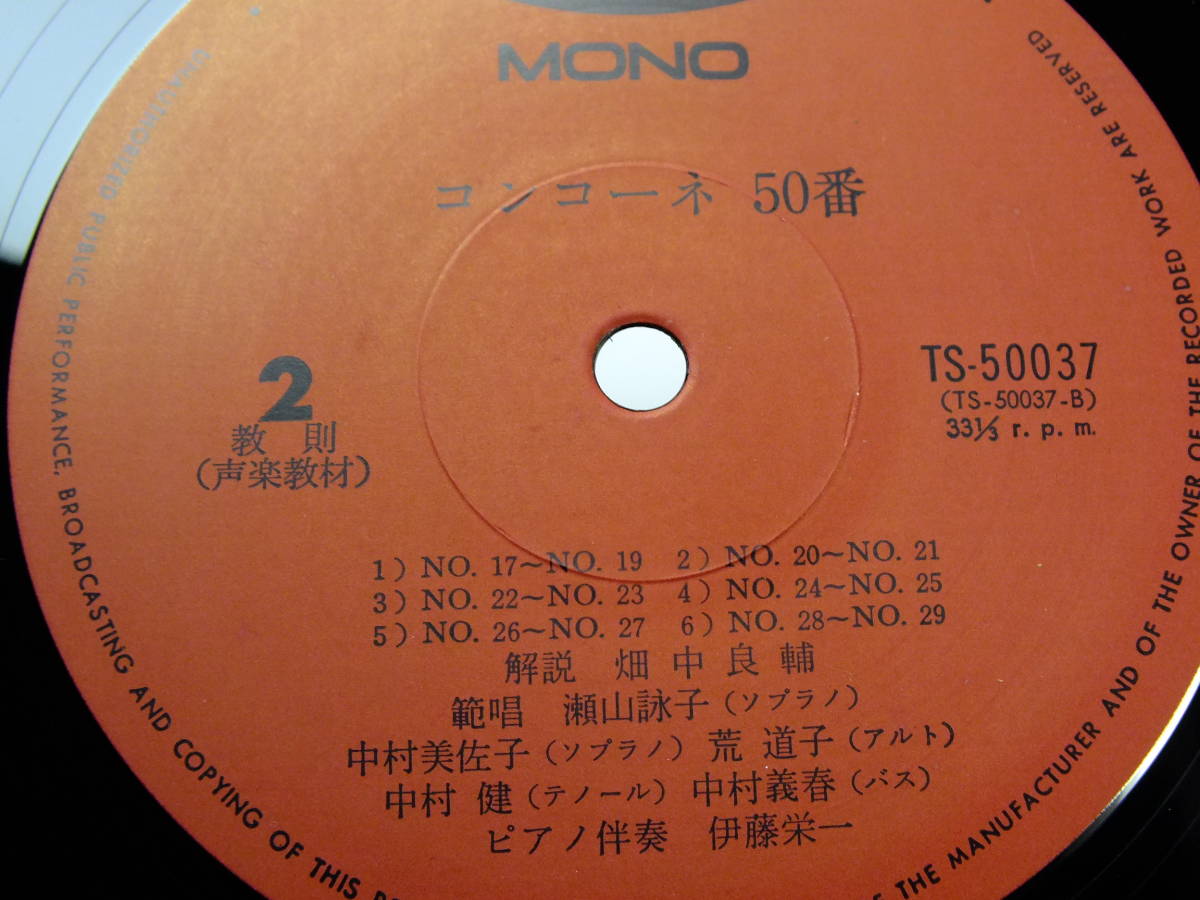 MONO
コンコーネ 50番
2
教 則
(声楽教材)
TS-50037
(TS-50037-B)
33⅓ r. p. m.
1) NO. 17~NO. 19 2) NO. 20~NO. 21
3) NO. 22~NO. 23 4) NO. 24~NO. 25
5) NO. 26~NO. 27 6) NO. 28~NO. 29
解説 畑中良輔
範唱 瀬山詠子(ソプラノ)
中村美佐子(ソプラノ) 荒 道子(アルト)
中村 健(テノール) 中村義春(バス)
ピアノ伴奏 伊藤栄一
UNAUTHORIZED PUBLIC PERFORMANCE, BROADCASTING AND COPYING OF THIS
THE MANUFACTURER AND OF THE OWNER OF THE RECORDED WORK ARE RESERVED